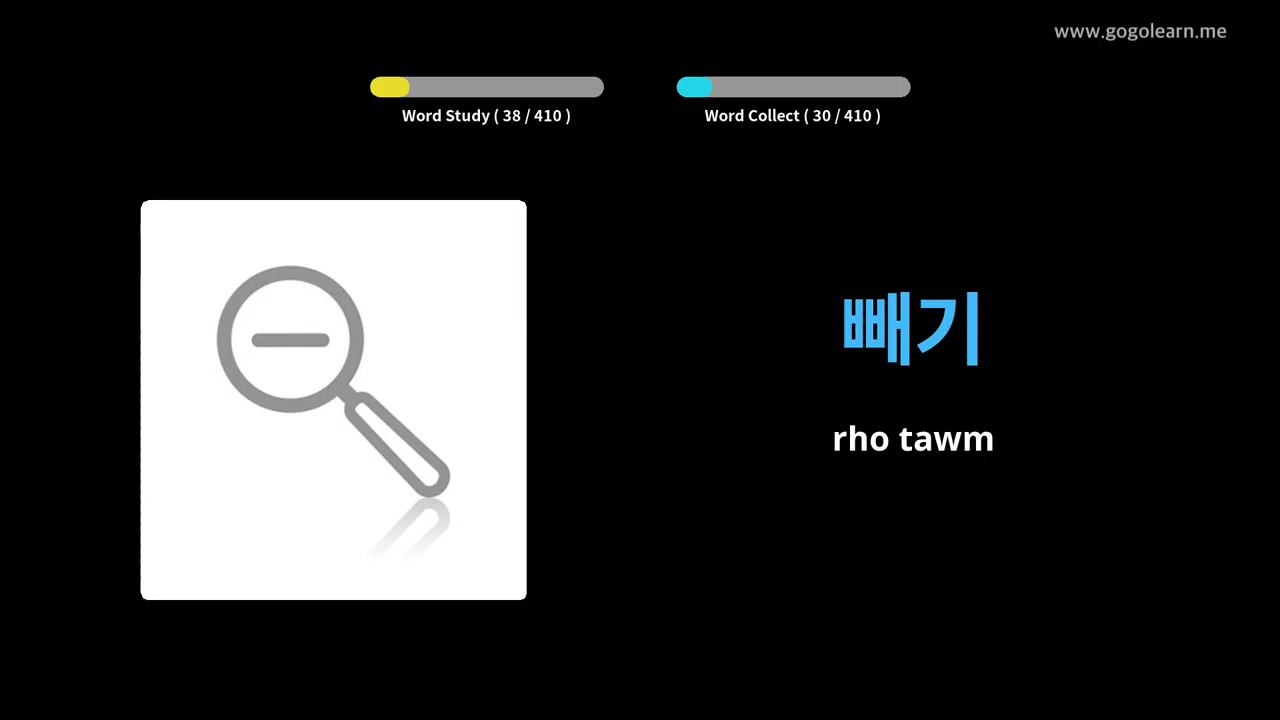 www.gogolearn.me
Word Study ( 38 / 410 )
Word Collect ( 30 / 410 )
빼기
rho tawm